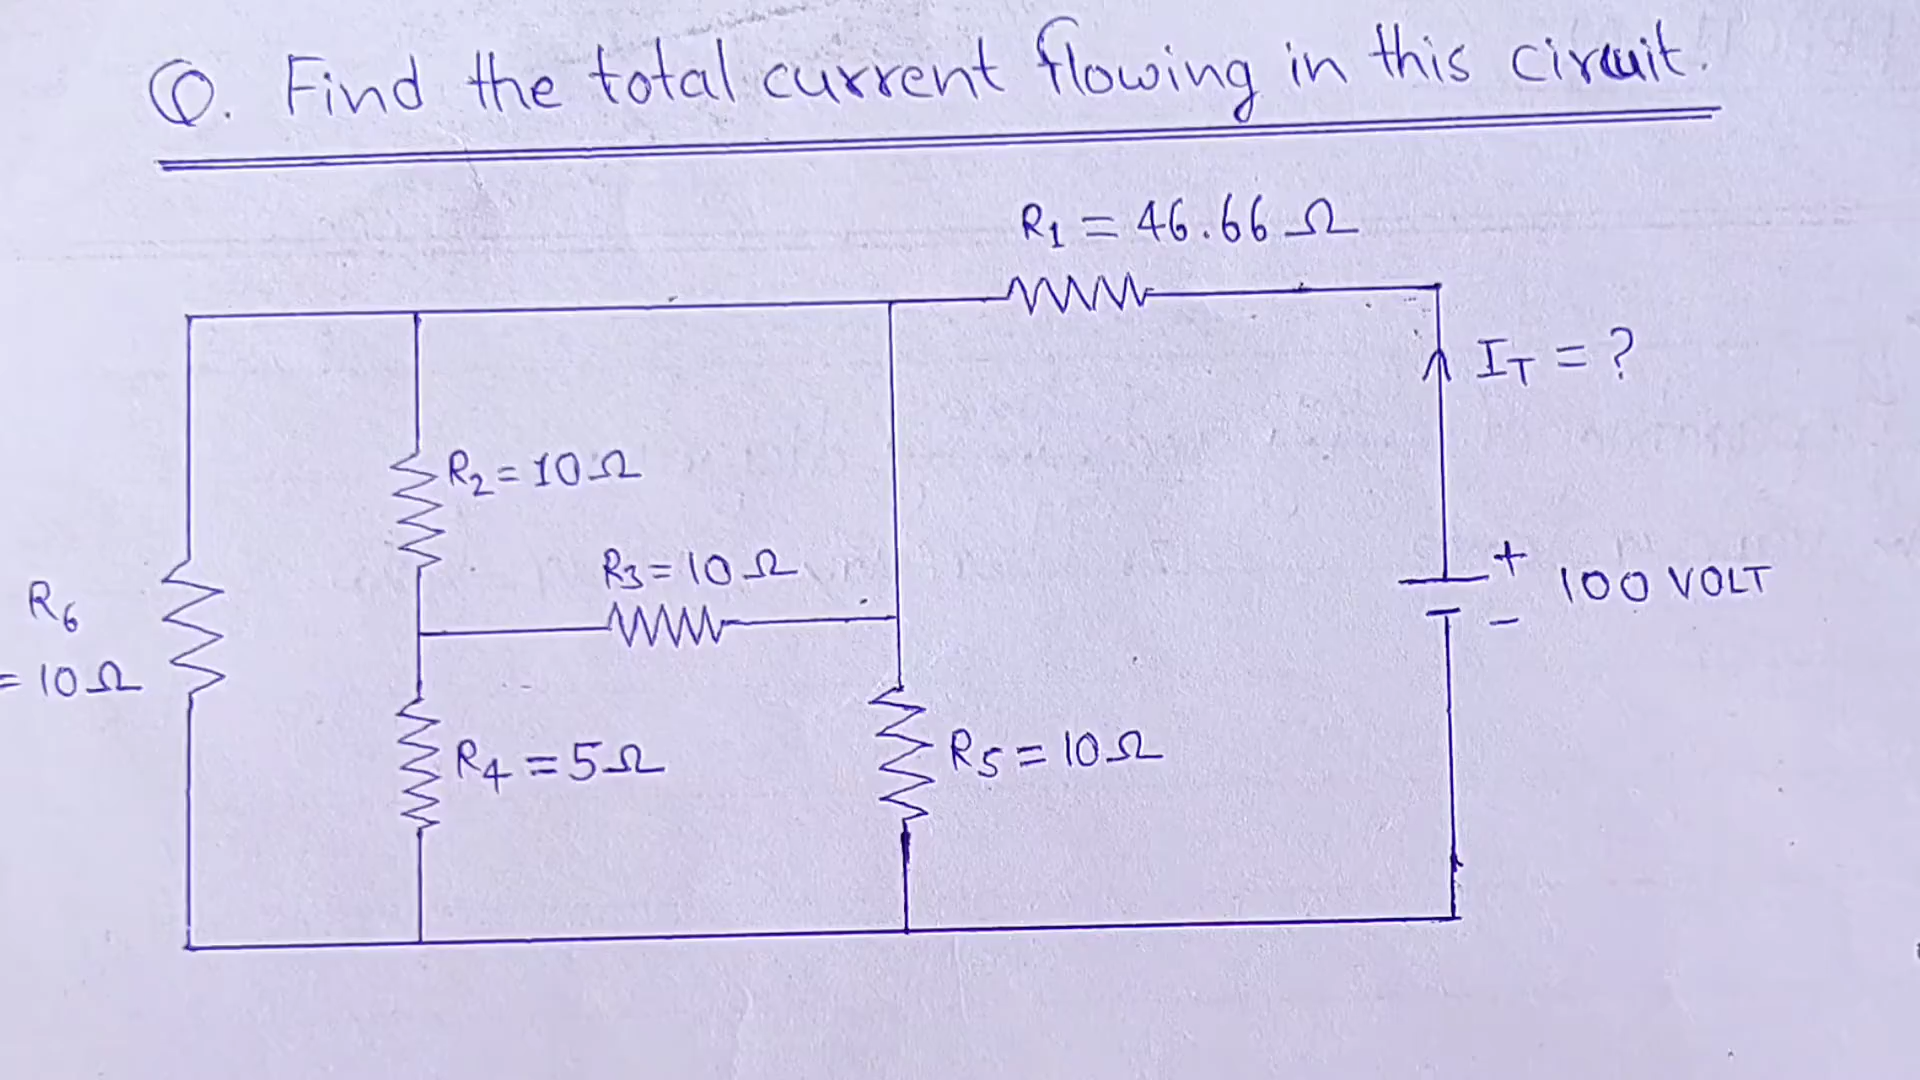 Q. Find the total current flowing in this circuit.
R1 = 46.66 Ω
IT = ?
R2 = 10 Ω
R3 = 10 Ω
+
100 VOLT
−
R6
= 10 Ω
R4 = 5 Ω
R5 = 10 Ω